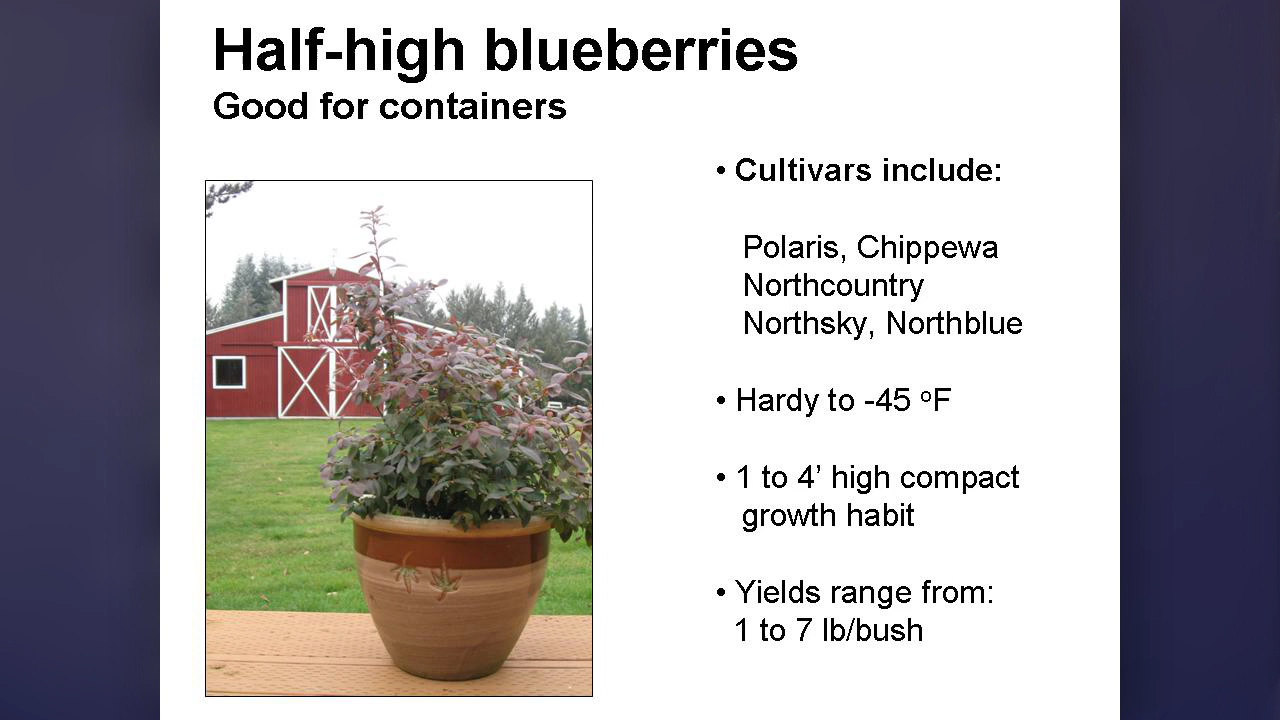 Half-high blueberries
Good for containers
• Cultivars include:
Polaris, Chippewa
Northcountry
Northsky, Northblue
• Hardy to -45 ºF
• 1 to 4’ high compact
growth habit
• Yields range from:
1 to 7 lb/bush